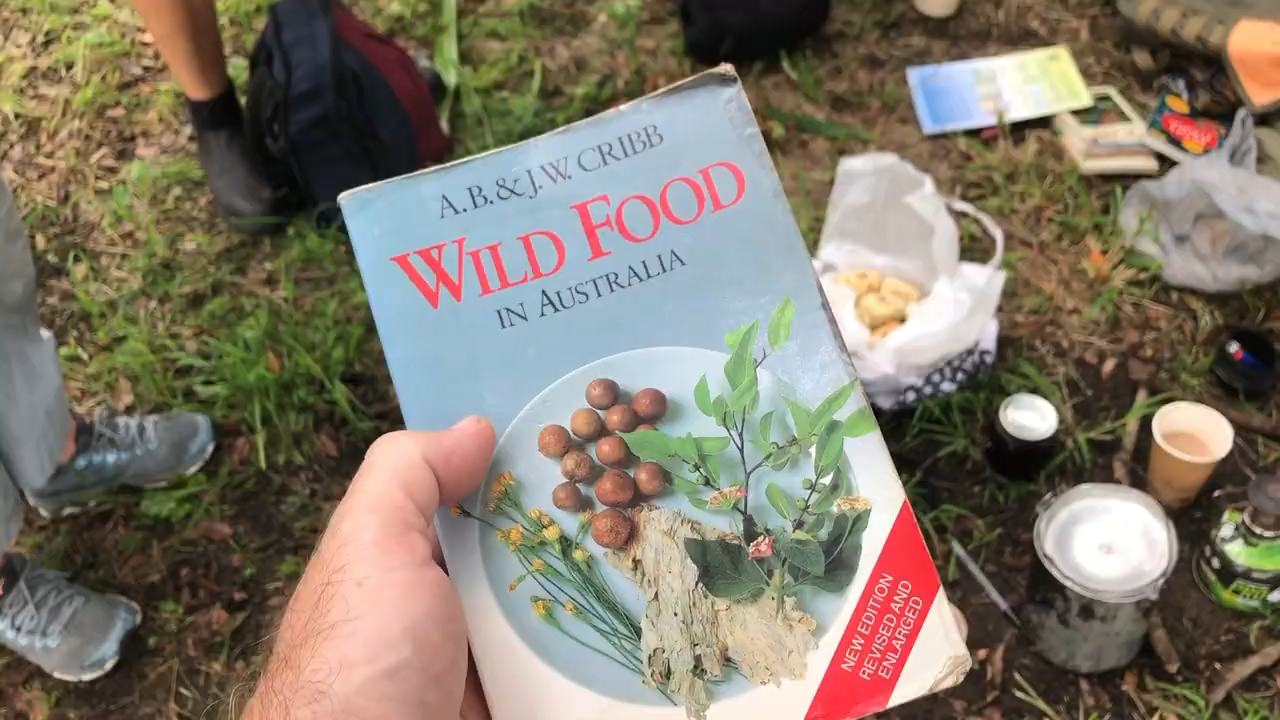 A.B. & J.W. CRIBB
WILD FOOD
IN AUSTRALIA
NEW EDITION
REVISED AND
ENLARGED